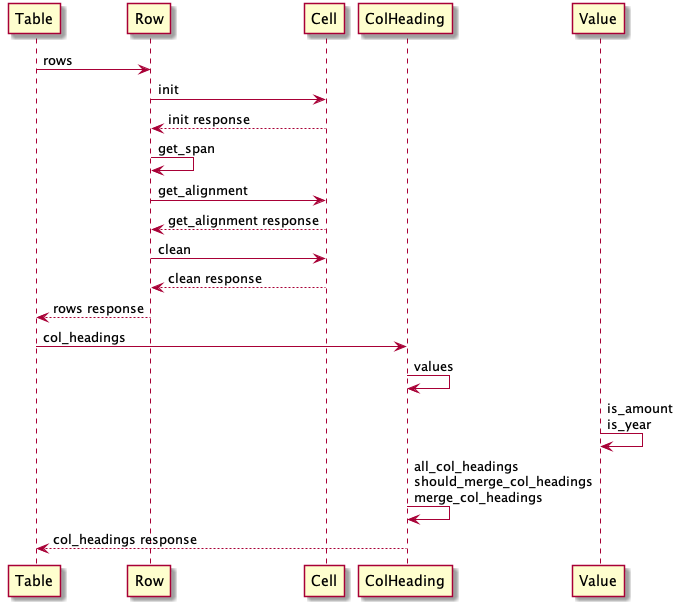 Table
Row
Cell
ColHeading
Value
rows
init
init response
get_span
get_alignment
get_alignment response
clean
clean response
rows response
col_headings
values
is_amount
is_year
all_col_headings
should_merge_col_headings
merge_col_headings
col_headings response
Table
Row
Cell
ColHeading
Value